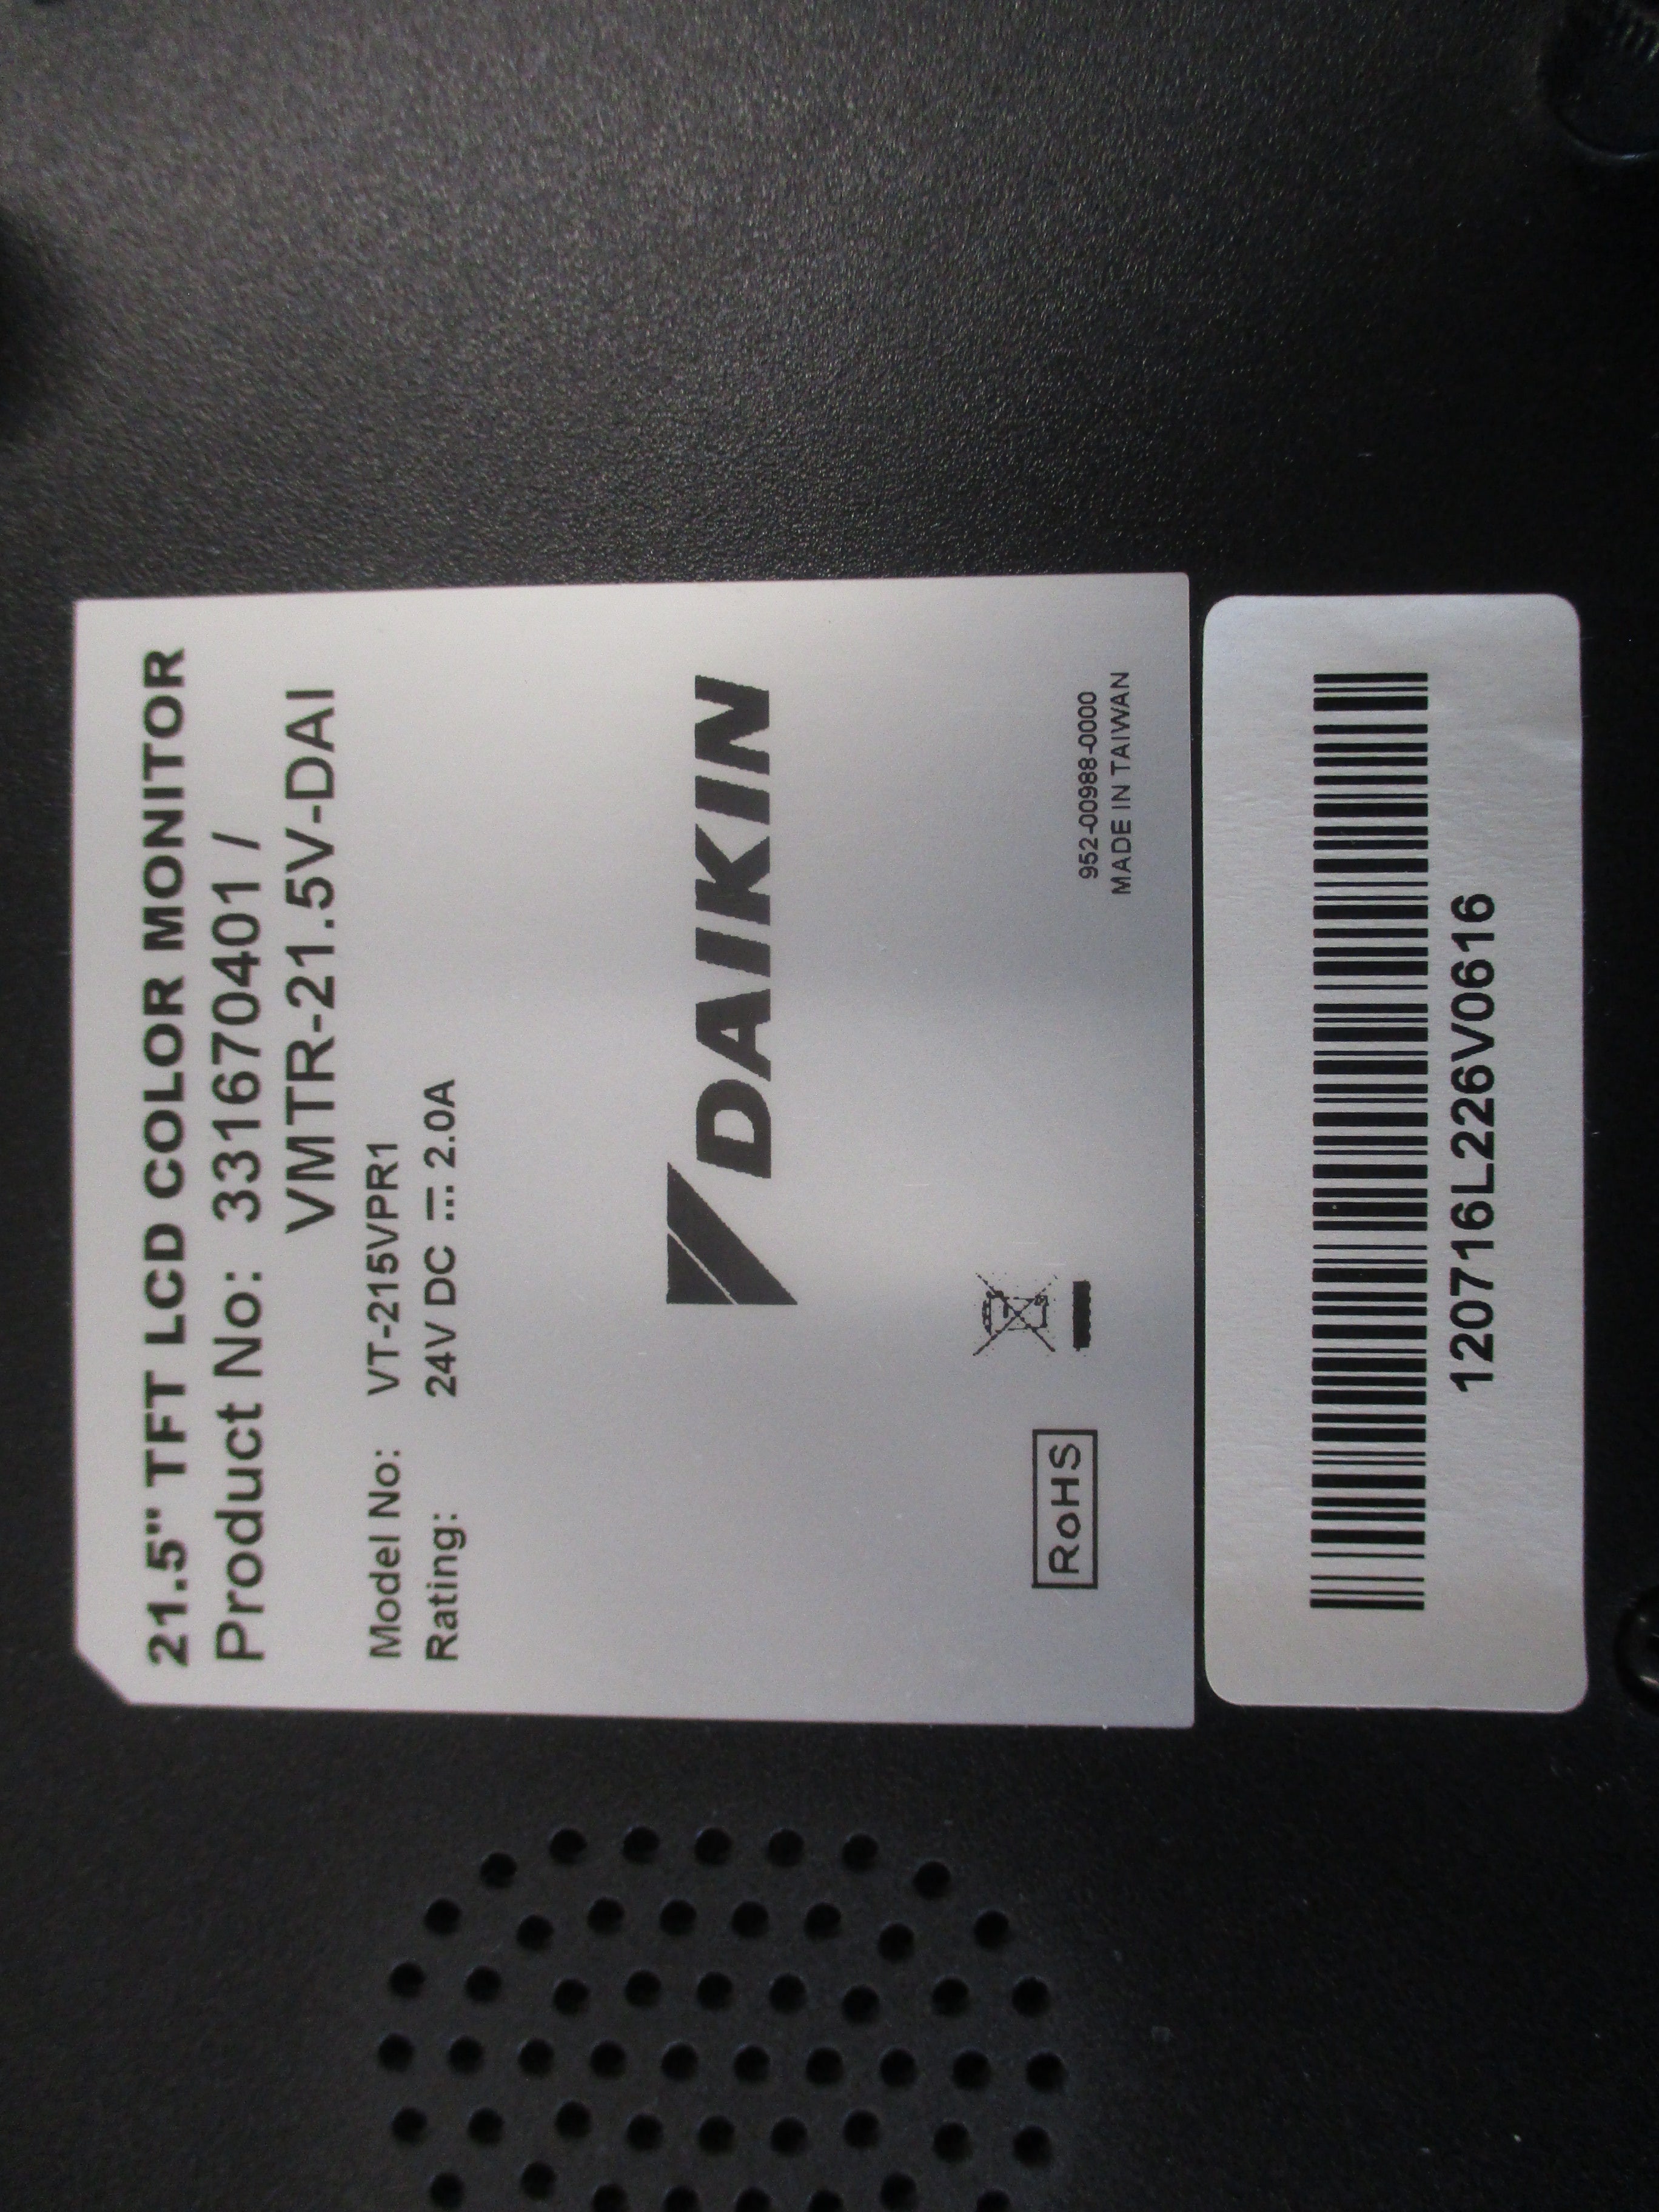 21.5" TFT LCD COLOR MONITOR
Product No: 331670401 /
VMTR-21.5V-DAI
Model No: VT-215VPR1
Rating: 24V DC ⎓ 2.0A
DAIKIN
RoHS
952-00988-0000
MADE IN TAIWAN
120716L226V0616